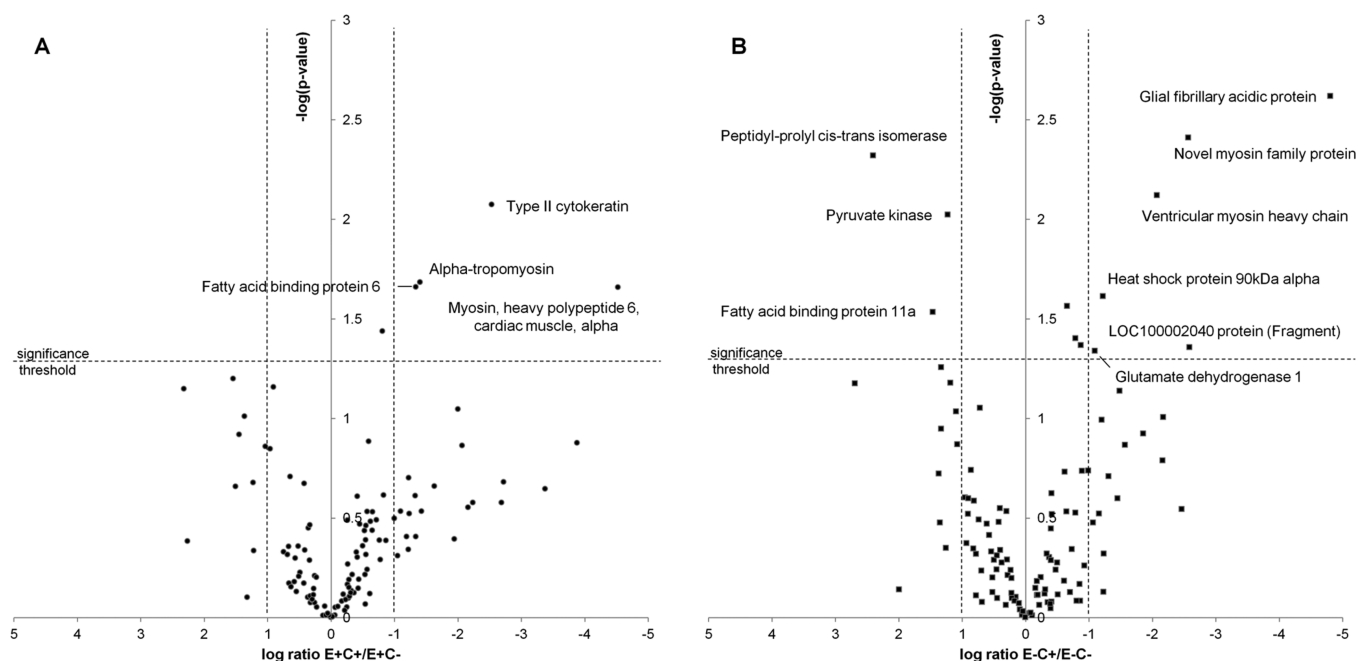 A
-log(p-value)
3
2.5
2
1.5
1
0.5
0
Type II cytokeratin
Alpha-tropomyosin
Fatty acid binding protein 6
Myosin, heavy polypeptide 6,
cardiac muscle, alpha
significance
threshold
5 4 3 2 1 0 -1 -2 -3 -4 -5
log ratio E+C+/E+C-
B
-log(p-value)
3
2.5
2
1.5
1
0.5
0
Glial fibrillary acidic protein
Peptidyl-prolyl cis-trans isomerase
Novel myosin family protein
Pyruvate kinase
Ventricular myosin heavy chain
Heat shock protein 90kDa alpha
Fatty acid binding protein 11a
LOC100002040 protein (Fragment)
significance
threshold
Glutamate dehydrogenase 1
5 4 3 2 1 0 -1 -2 -3 -4 -5
log ratio E-C+/E-C-